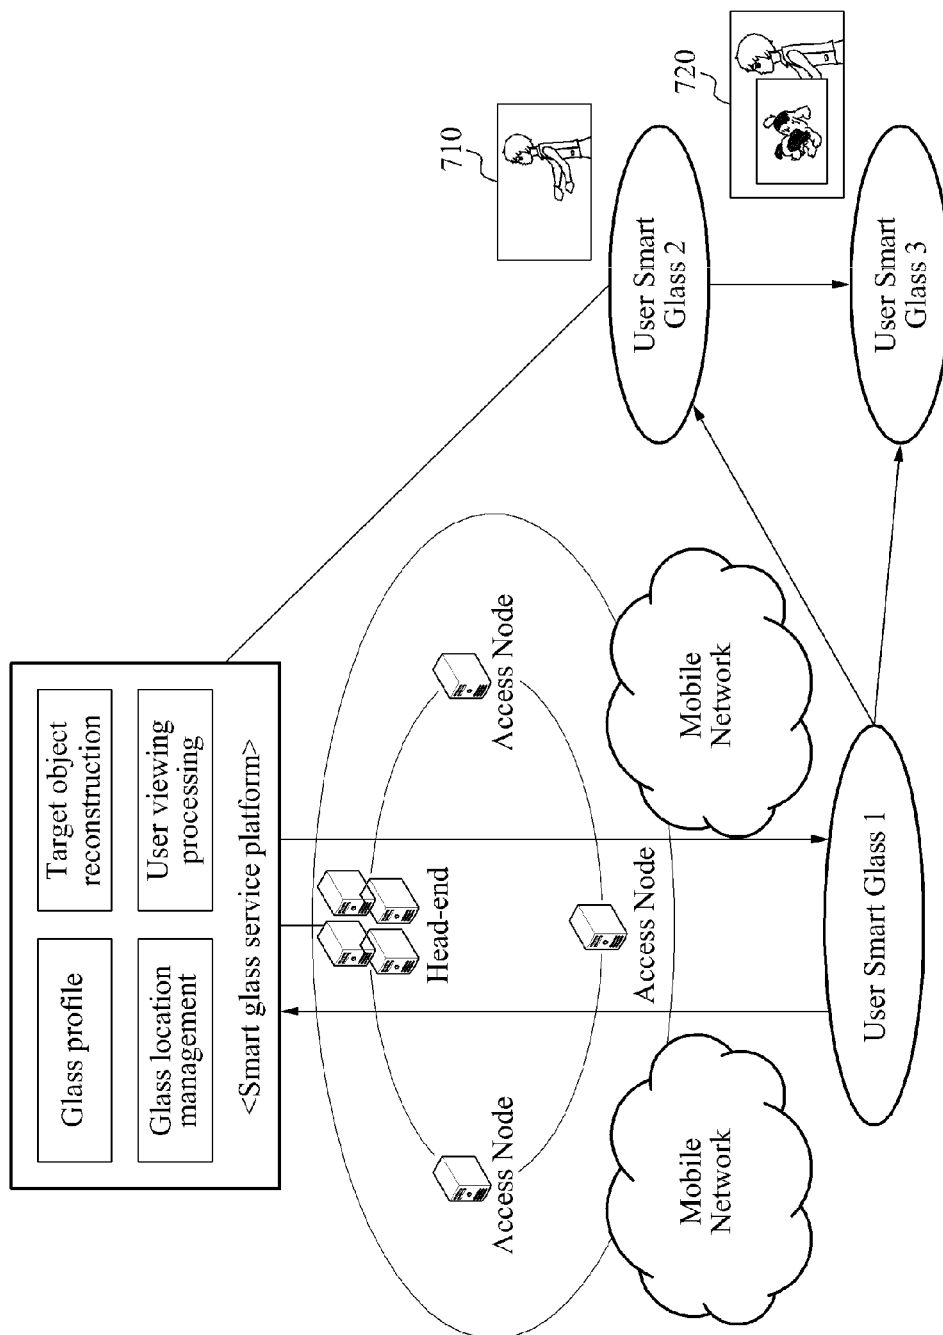 Glass profile
Target object
reconstruction
Glass location
management
User viewing
processing
<Smart glass service platform>
Head-end
Access Node
Access Node
Access Node
Mobile
Network
Mobile
Network
User Smart Glass 1
User Smart
Glass 2
User Smart
Glass 3
710
720